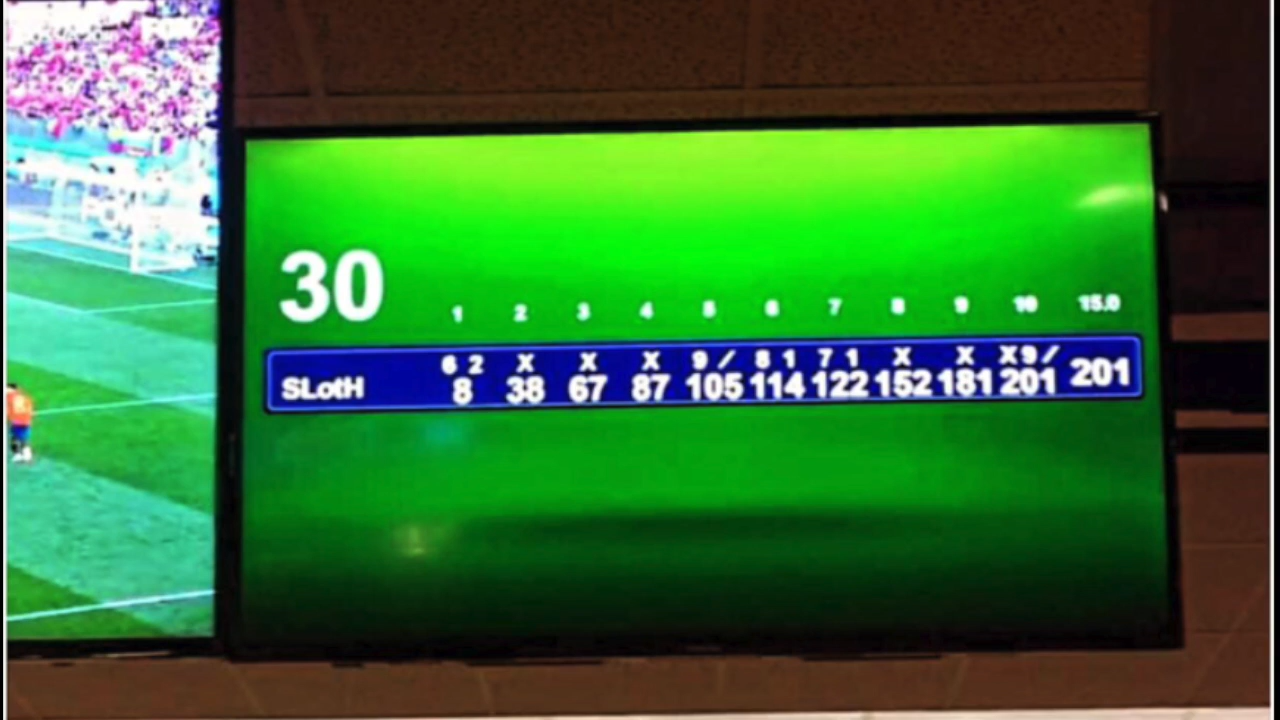 30
1 2 3 4 5 6 7 8 9 10 15.0
6 2 X X X 9 / 8 1 7 1 X X X 9 /
SLotH 8 38 67 87 105 114 122 152 181 201 201